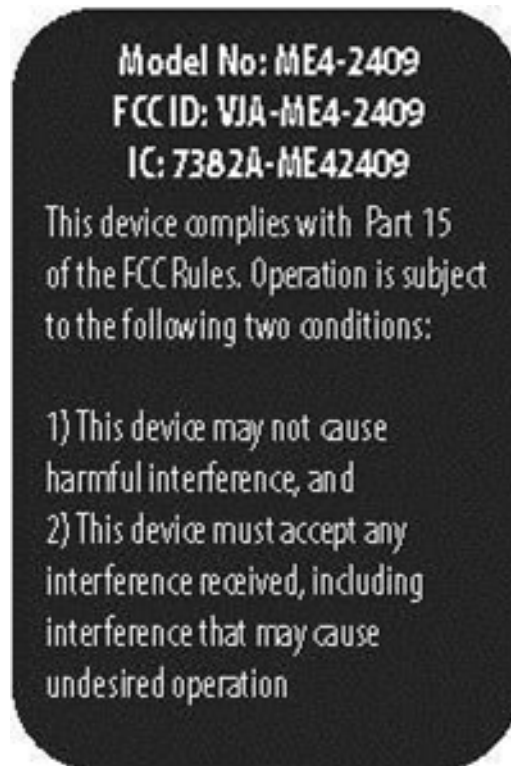 Model No: ME4-2409
FCC ID: VJA-ME4-2409
IC: 7382A-ME42409
This device complies with Part 15
of the FCC Rules. Operation is subject
to the following two conditions:
1) This device may not cause
harmful interference, and
2) This device must accept any
interference received, including
interference that may cause
undesired operation